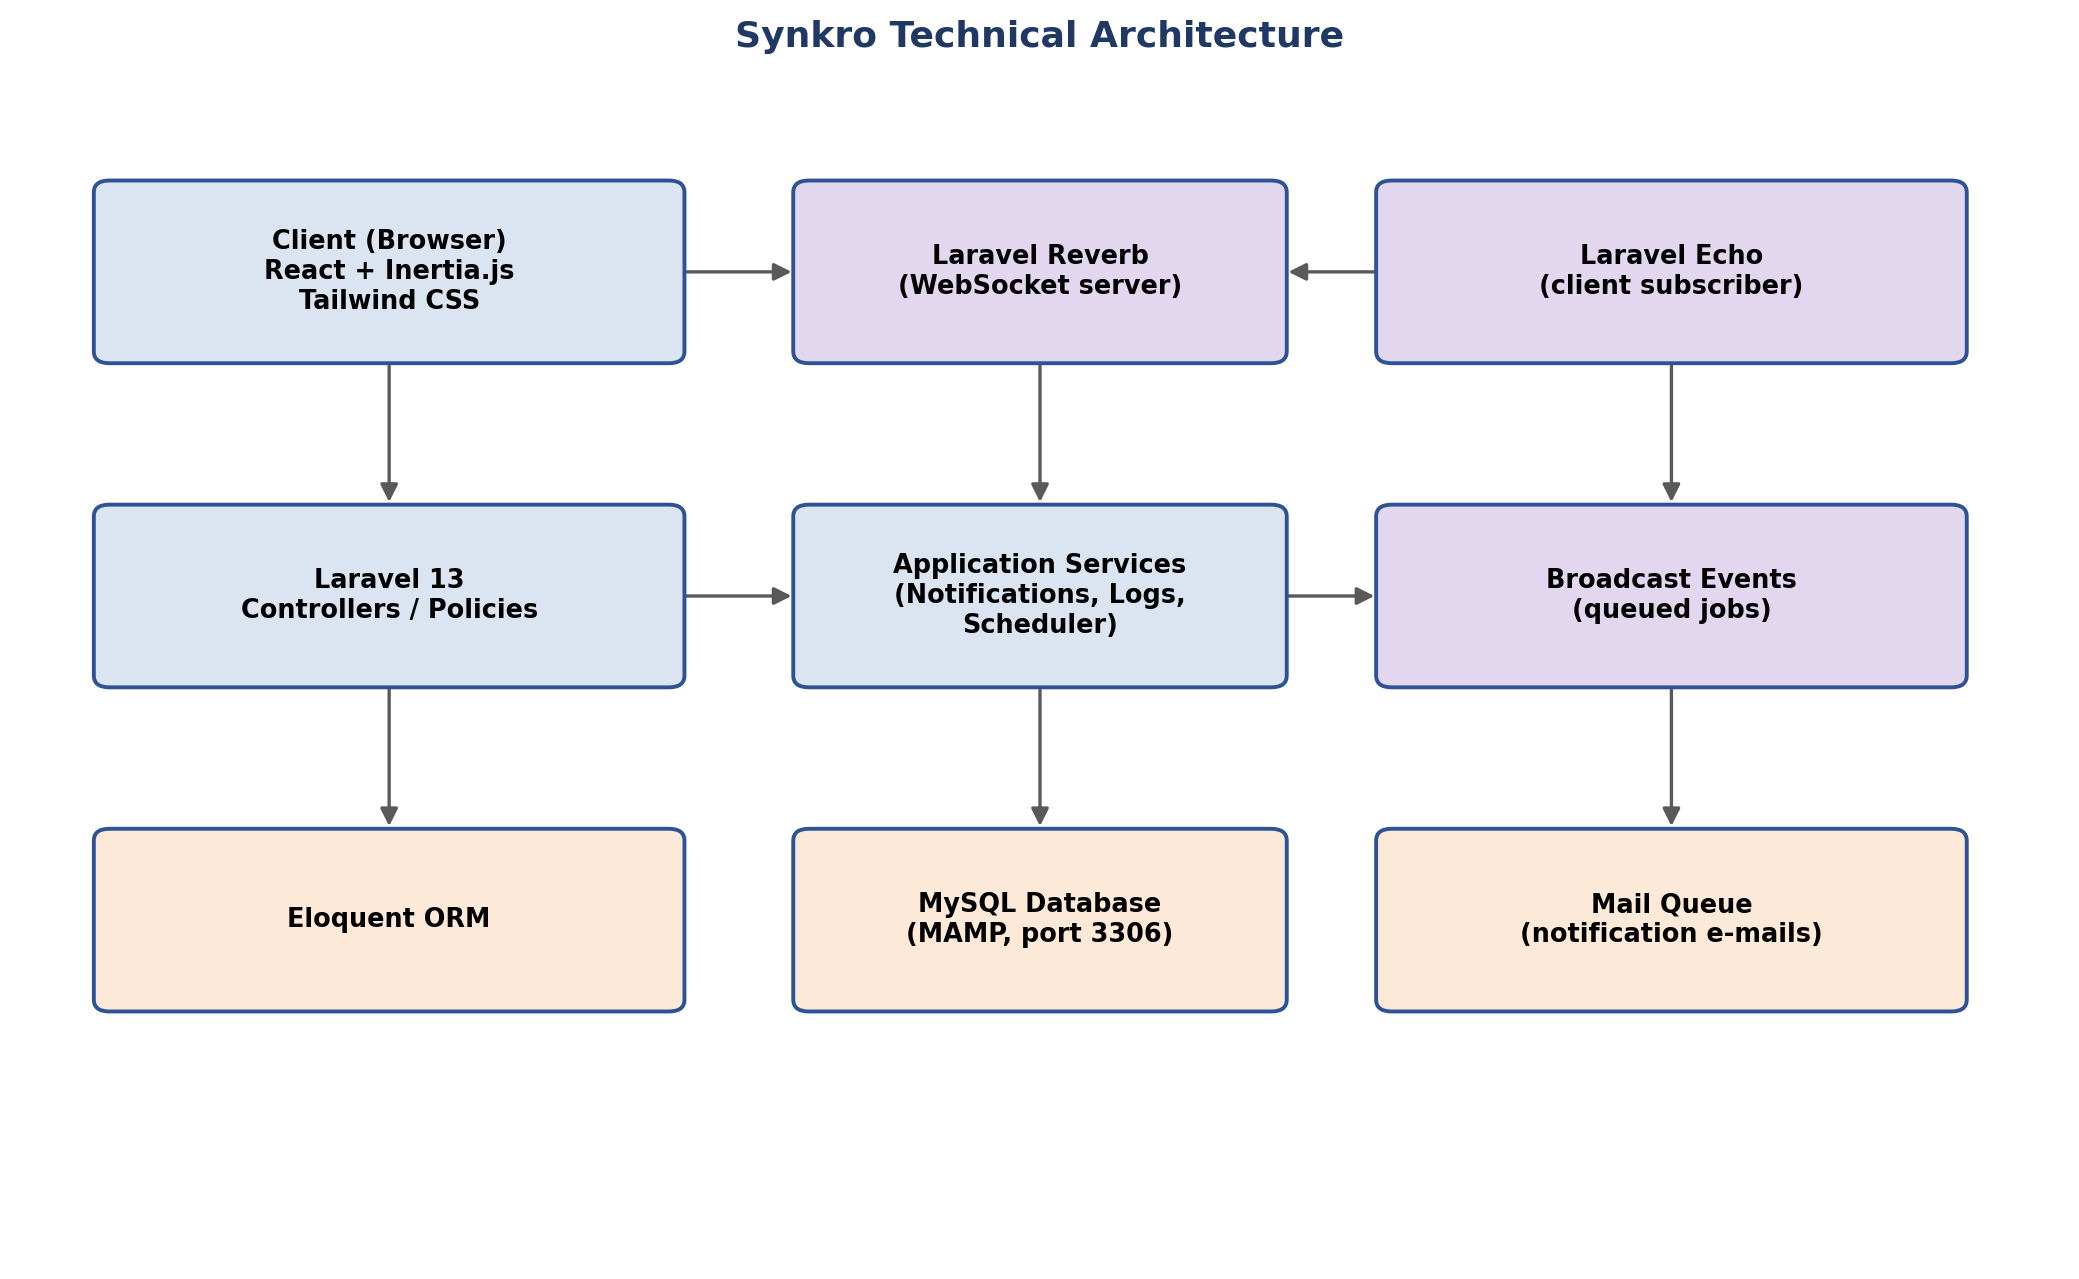 Synkro Technical Architecture
Client (Browser)
React + Inertia.js
Tailwind CSS
Laravel Reverb
(WebSocket server)
Laravel Echo
(client subscriber)
Laravel 13
Controllers / Policies
Application Services
(Notifications, Logs,
Scheduler)
Broadcast Events
(queued jobs)
Eloquent ORM
MySQL Database
(MAMP, port 3306)
Mail Queue
(notification e-mails)